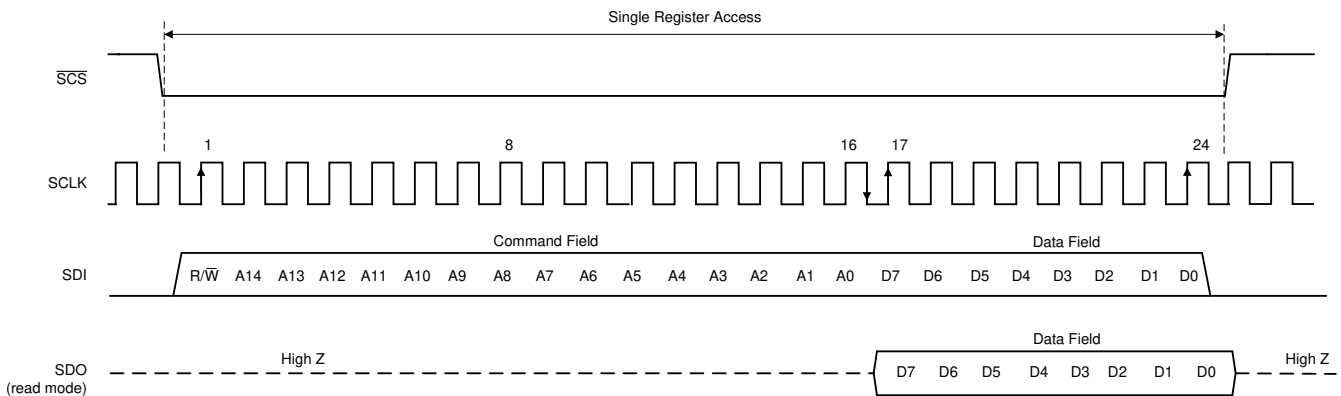 Single Register Access
SCS
1 8 16 17 24
SCLK
Command Field Data Field
SDI R/W A14 A13 A12 A11 A10 A9 A8 A7 A6 A5 A4 A3 A2 A1 A0 D7 D6 D5 D4 D3 D2 D1 D0
Data Field
High Z High Z
SDO D7 D6 D5 D4 D3 D2 D1 D0
(read mode)